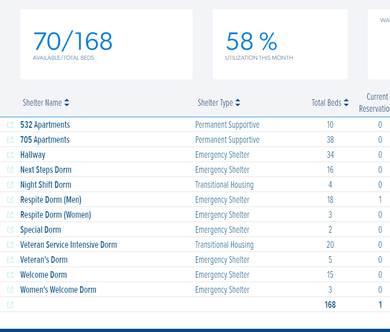 WA
70/168
AVAILABLE/TOTAL BEDS
58 %
UTILIZATION THIS MONTH
Shelter Name Shelter Type Total Beds Current Reservation
532 Apartments Permanent Supportive 10 0
705 Apartments Permanent Supportive 38 0
Hallway Emergency Shelter 34 0
Next Steps Dorm Emergency Shelter 16 0
Night Shift Dorm Transitional Housing 4 0
Respite Dorm (Men) Emergency Shelter 18 1
Respite Dorm (Women) Emergency Shelter 3 0
Special Dorm Emergency Shelter 2 0
Veteran Service Intensive Dorm Transitional Housing 20 0
Veteran's Dorm Emergency Shelter 5 0
Welcome Dorm Emergency Shelter 15 0
Women's Welcome Dorm Emergency Shelter 3 0
168 1